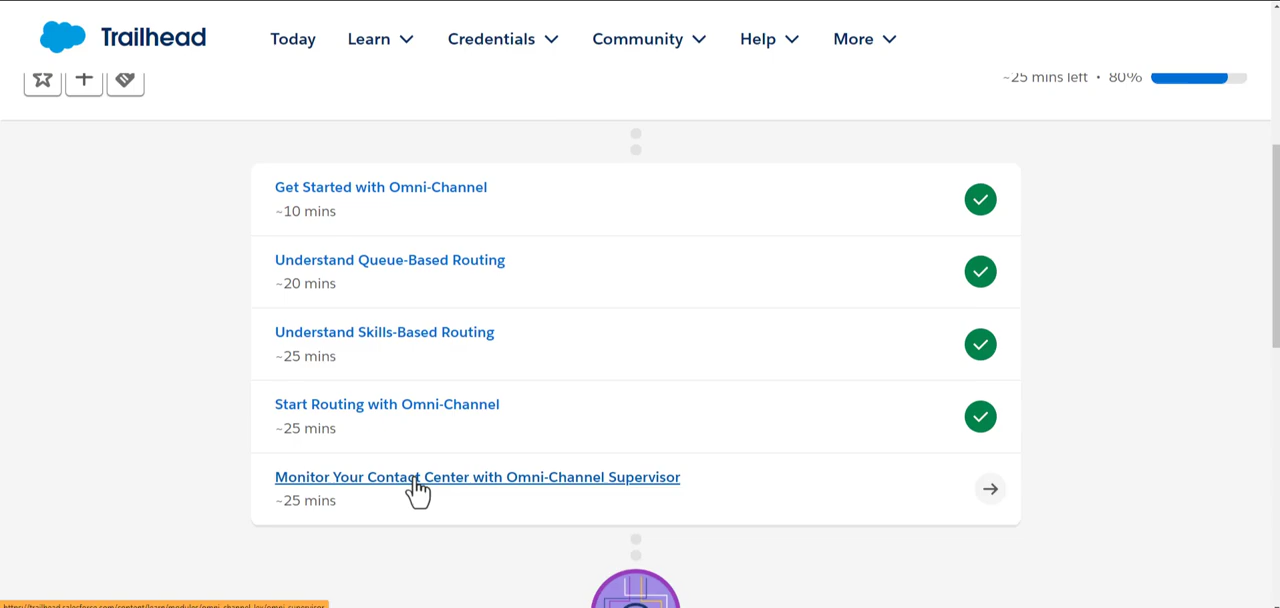 Trailhead
Today Learn Credentials Community Help More
~25 mins left • 80%
Get Started with Omni-Channel
~10 mins
Understand Queue-Based Routing
~20 mins
Understand Skills-Based Routing
~25 mins
Start Routing with Omni-Channel
~25 mins
Monitor Your Contact Center with Omni-Channel Supervisor
~25 mins